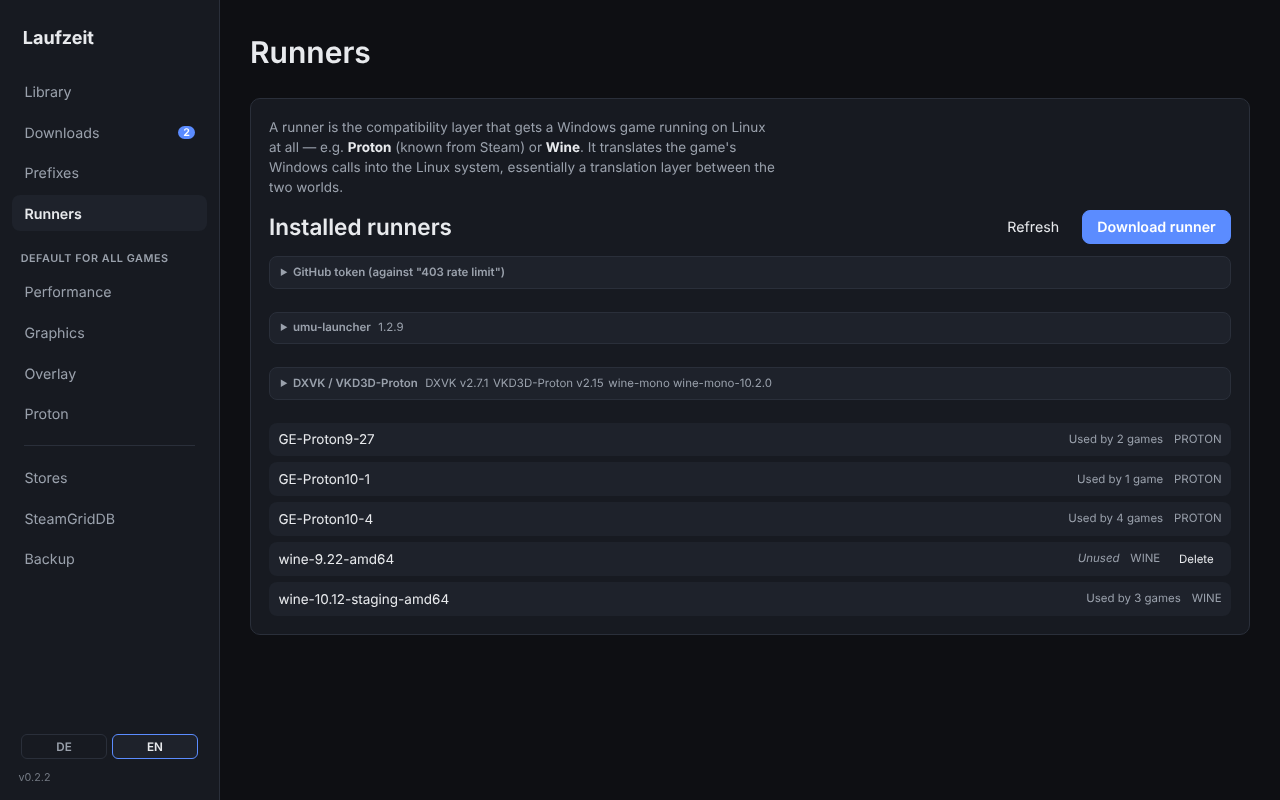 Laufzeit
Library
Downloads 2
Prefixes
Runners
DEFAULT FOR ALL GAMES
Performance
Graphics
Overlay
Proton
Stores
SteamGridDB
Backup
DE EN
v0.2.2
Runners
A runner is the compatibility layer that gets a Windows game running on Linux
at all — e.g. Proton (known from Steam) or Wine. It translates the game's
Windows calls into the Linux system, essentially a translation layer between the
two worlds.
Installed runners Refresh Download runner
GitHub token (against "403 rate limit")
umu-launcher 1.2.9
DXVK / VKD3D-Proton DXVK v2.7.1 VKD3D-Proton v2.15 wine-mono wine-mono-10.2.0
GE-Proton9-27 Used by 2 games PROTON
GE-Proton10-1 Used by 1 game PROTON
GE-Proton10-4 Used by 4 games PROTON
wine-9.22-amd64 Unused WINE Delete
wine-10.12-staging-amd64 Used by 3 games WINE